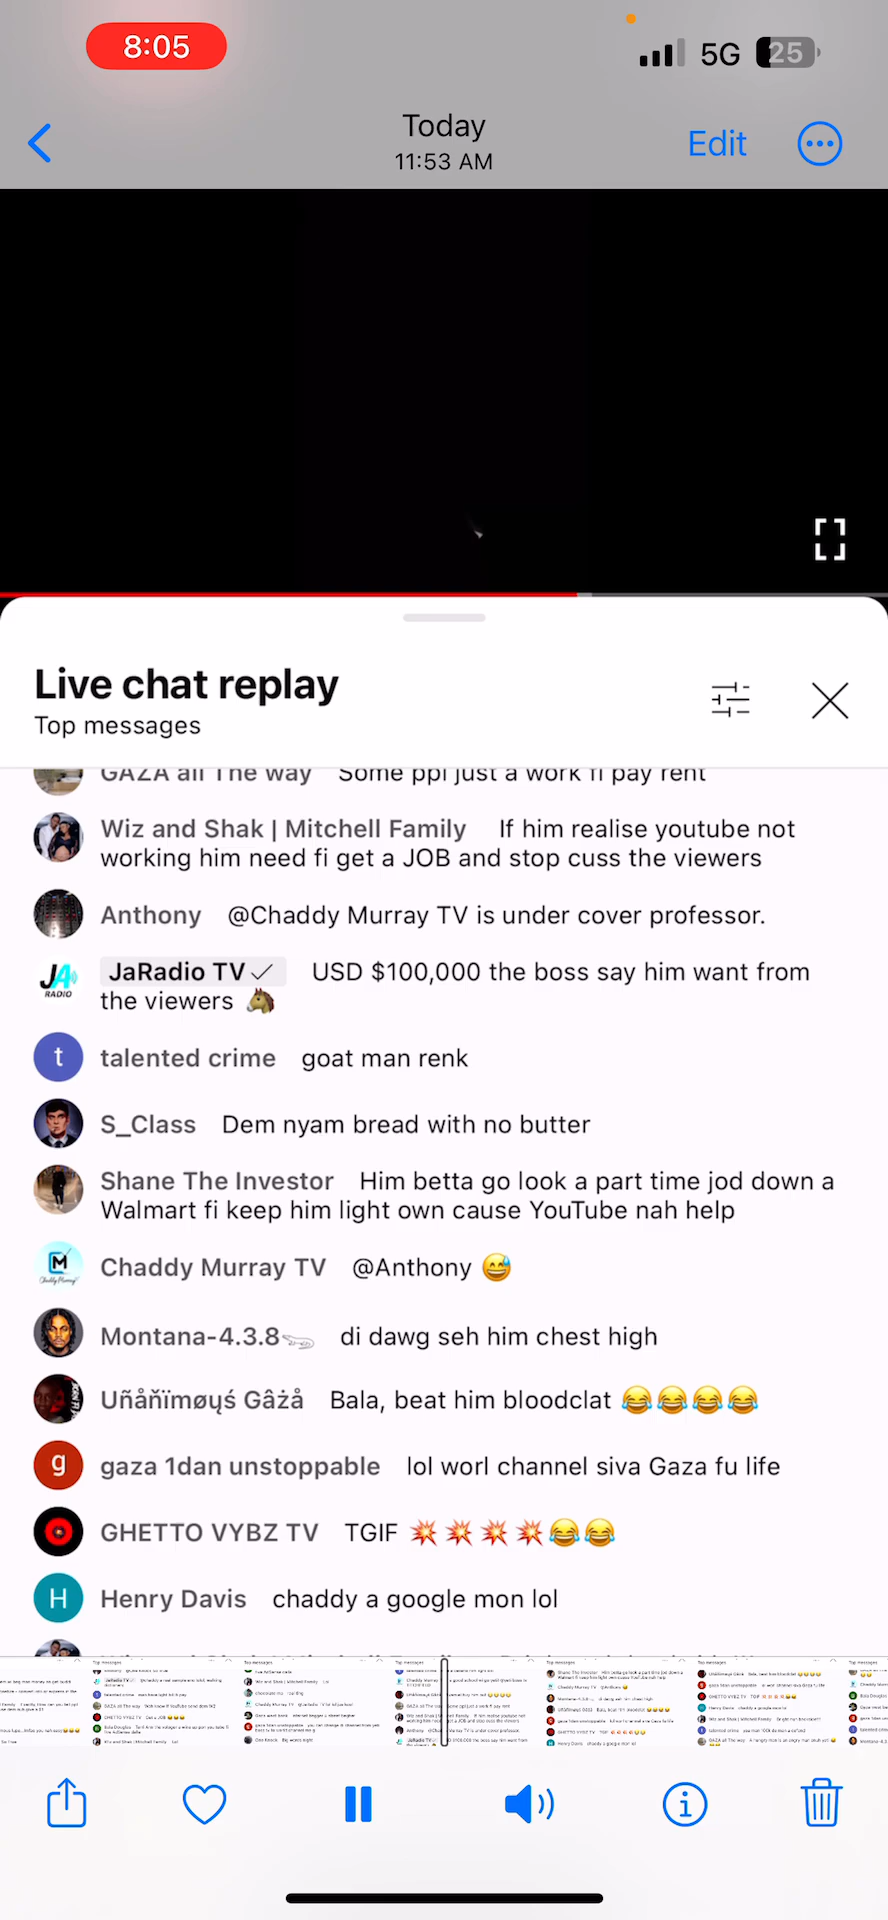 8:05
5G 25
Today
11:53 AM
Edit
Live chat replay
Top messages
GAZA all The way Some ppl just a work fi pay rent
Wiz and Shak | Mitchell Family If him realise youtube not
working him need fi get a JOB and stop cuss the viewers
Anthony @Chaddy Murray TV is under cover professor.
JA RADIO
JaRadio TV✓ USD $100,000 the boss say him want from
the viewers 🐴
t
talented crime goat man renk
S_Class Dem nyam bread with no butter
Shane The Investor Him betta go look a part time jod down a
Walmart fi keep him light own cause YouTube nah help
M
Chaddy Murray TV @Anthony 😅
Montana-4.3.8🐊 di dawg seh him chest high
Uñåňïmøųś Gâżå Bala, beat him bloodclat 😂😂😂😂
g
gaza 1dan unstoppable lol worl channel siva Gaza fu life
GHETTO VYBZ TV TGIF 💥💥💥💥😂😂
H
Henry Davis chaddy a google mon lol